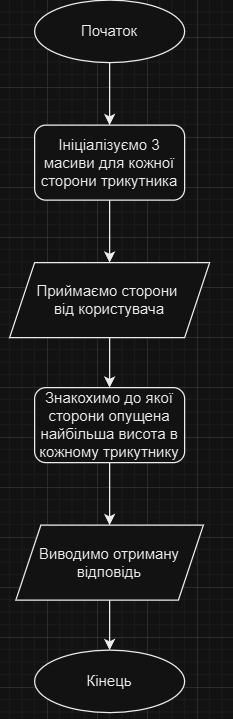 Початок
Ініціалізуємо 3
масиви для кожної
сторони трикутника
Приймаємо сторони
від користувача
Знакохимо до якої
сторони опущена
найбільша висота в
кожному трикутнику
Виводимо отриману
відповідь
Кінець